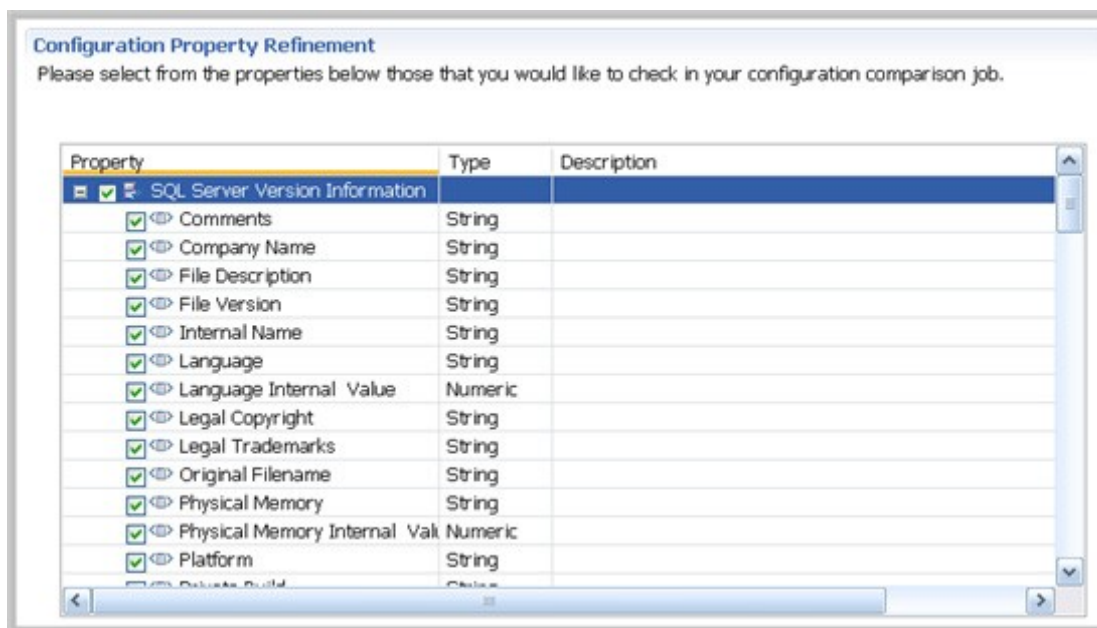 Configuration Property Refinement
Please select from the properties below those that you would like to check in your configuration comparison job.
Property Type Description
SQL Server Version Information
Comments String
Company Name String
File Description String
File Version String
Internal Name String
Language String
Language Internal Value Numeric
Legal Copyright String
Legal Trademarks String
Original Filename String
Physical Memory String
Physical Memory Internal Valu Numeric
Platform String